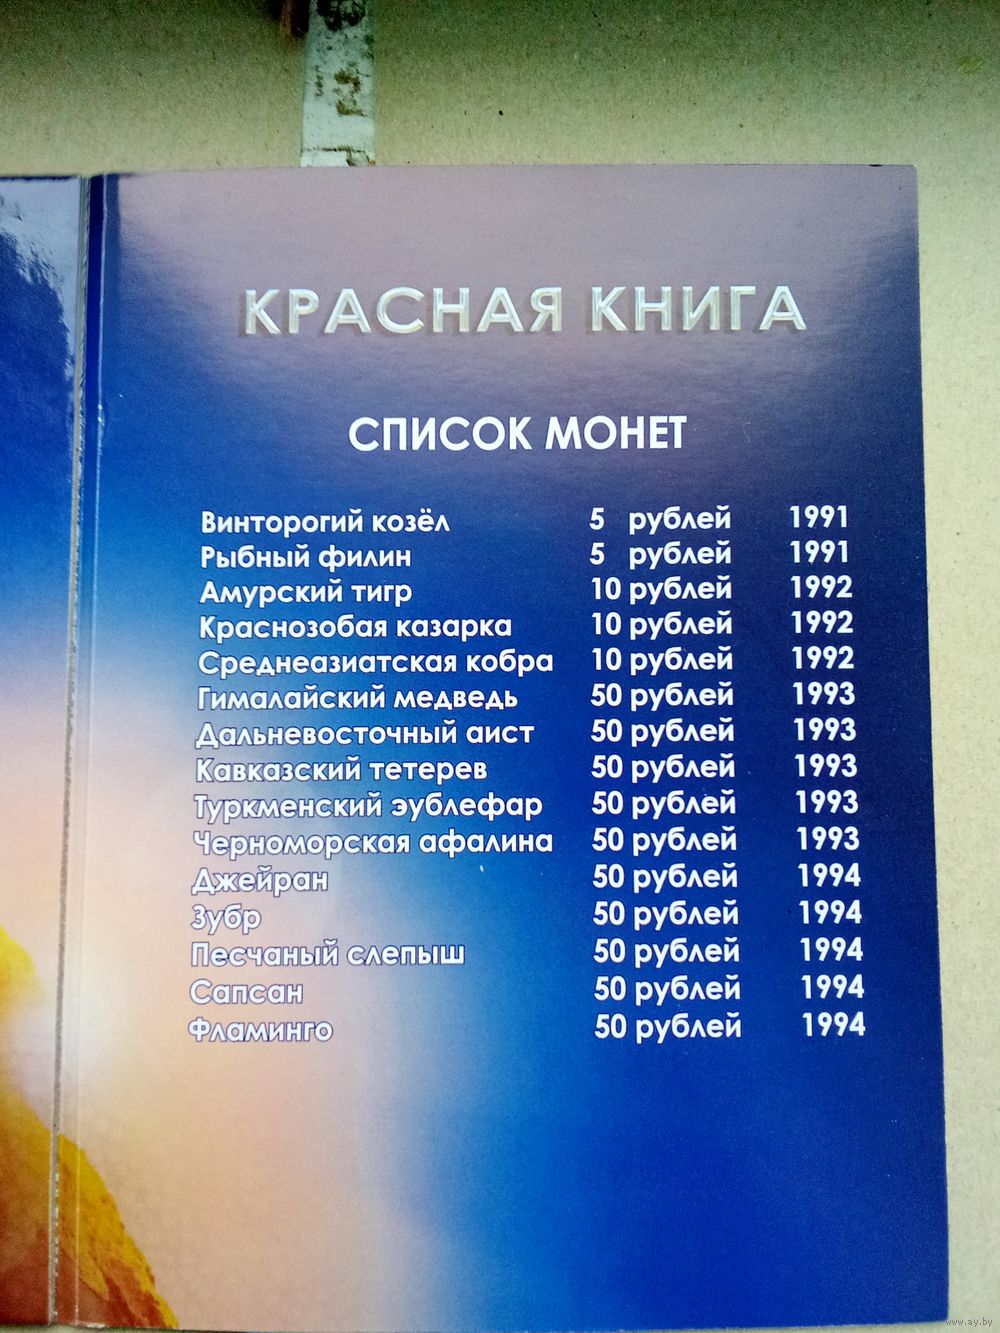 КРАСНАЯ КНИГА
СПИСОК МОНЕТ
Винторогий козёл 5 рублей 1991
Рыбный филин 5 рублей 1991
Амурский тигр 10 рублей 1992
Краснозобая казарка 10 рублей 1992
Среднеазиатская кобра 10 рублей 1992
Гималайский медведь 50 рублей 1993
Дальневосточный аист 50 рублей 1993
Кавказский тетерев 50 рублей 1993
Туркменский эублефар 50 рублей 1993
Черноморская афалина 50 рублей 1993
Джейран 50 рублей 1994
Зубр 50 рублей 1994
Песчаный слепыш 50 рублей 1994
Сапсан 50 рублей 1994
Фламинго 50 рублей 1994
www.ay.by